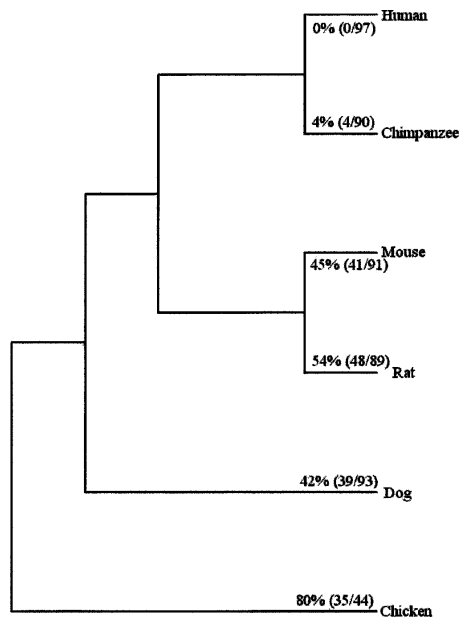 Human
0% (0/97)
4% (4/90)
Chimpanzee
Mouse
45% (41/91)
54% (48/89)
Rat
42% (39/93)
Dog
80% (35/44)
Chicken